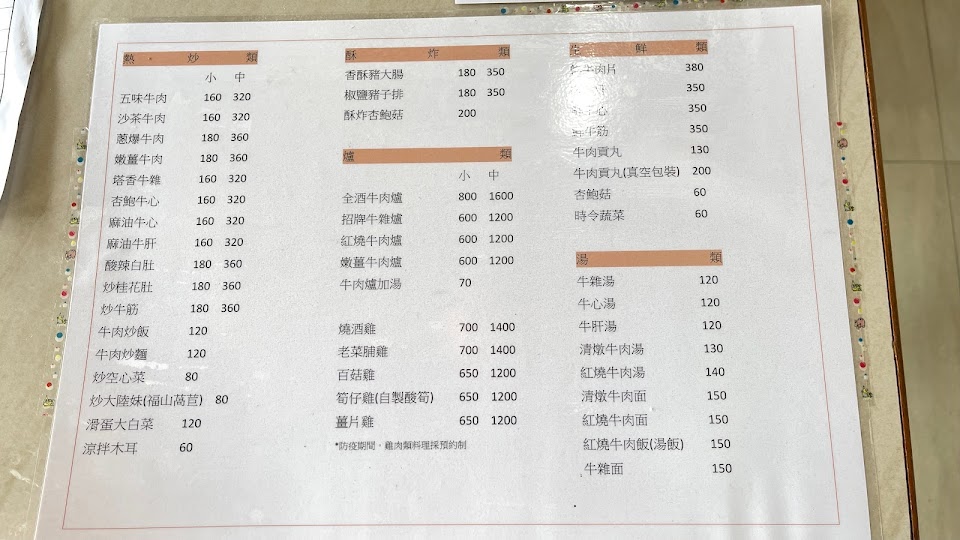 熱炒類
小 中
五味牛肉 160 320
沙茶牛肉 160 320
蔥爆牛肉 180 360
嫩薑牛肉 180 360
塔香牛雜 160 320
杏鮑牛心 160 320
麻油牛心 160 320
麻油牛肝 160 320
酸辣白肚 180 360
炒桂花肚 180 360
炒牛筋 180 360
牛肉炒飯 120
牛肉炒麵 120
炒空心菜 80
炒大陸妹(福山萵苣) 80
滑蛋大白菜 120
涼拌木耳 60
酥炸類
香酥豬大腸 180 350
椒鹽豬子排 180 350
酥炸杏鮑菇 200
爐類
小 中
全酒牛肉爐 800 1600
招牌牛雜爐 600 1200
紅燒牛肉爐 600 1200
嫩薑牛肉爐 600 1200
牛肉爐加湯 70
燒酒雞 700 1400
老菜脯雞 700 1400
百菇雞 650 1200
筍仔雞(自製酸筍) 650 1200
薑片雞 650 1200
*防疫期間，雞肉類料理採預約制
生鮮類
牛肉片 380
350
350
牛筋 350
牛肉貢丸 130
牛肉貢丸(真空包裝) 200
杏鮑菇 60
時令蔬菜 60
湯類
牛雜湯 120
牛心湯 120
牛肝湯 120
清燉牛肉湯 130
紅燒牛肉湯 140
清燉牛肉面 150
紅燒牛肉面 150
紅燒牛肉飯(湯飯) 150
牛雜面 150